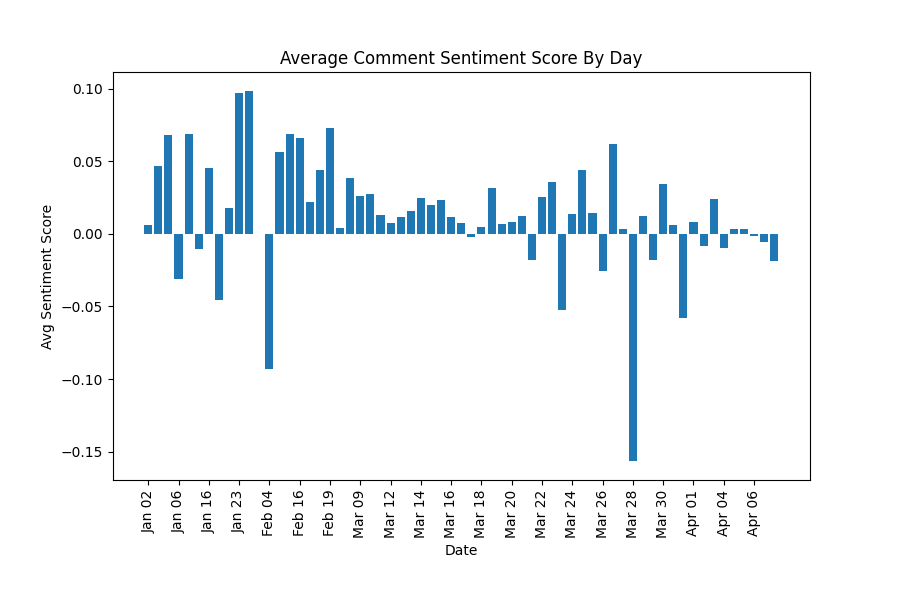 Average Comment Sentiment Score By Day
Avg Sentiment Score
0.10
0.05
0.00
−0.05
−0.10
−0.15
Jan 02
Jan 06
Jan 16
Jan 23
Feb 04
Feb 16
Feb 19
Mar 09
Mar 12
Mar 14
Mar 16
Mar 18
Mar 20
Mar 22
Mar 24
Mar 26
Mar 28
Mar 30
Apr 01
Apr 04
Apr 06
Date